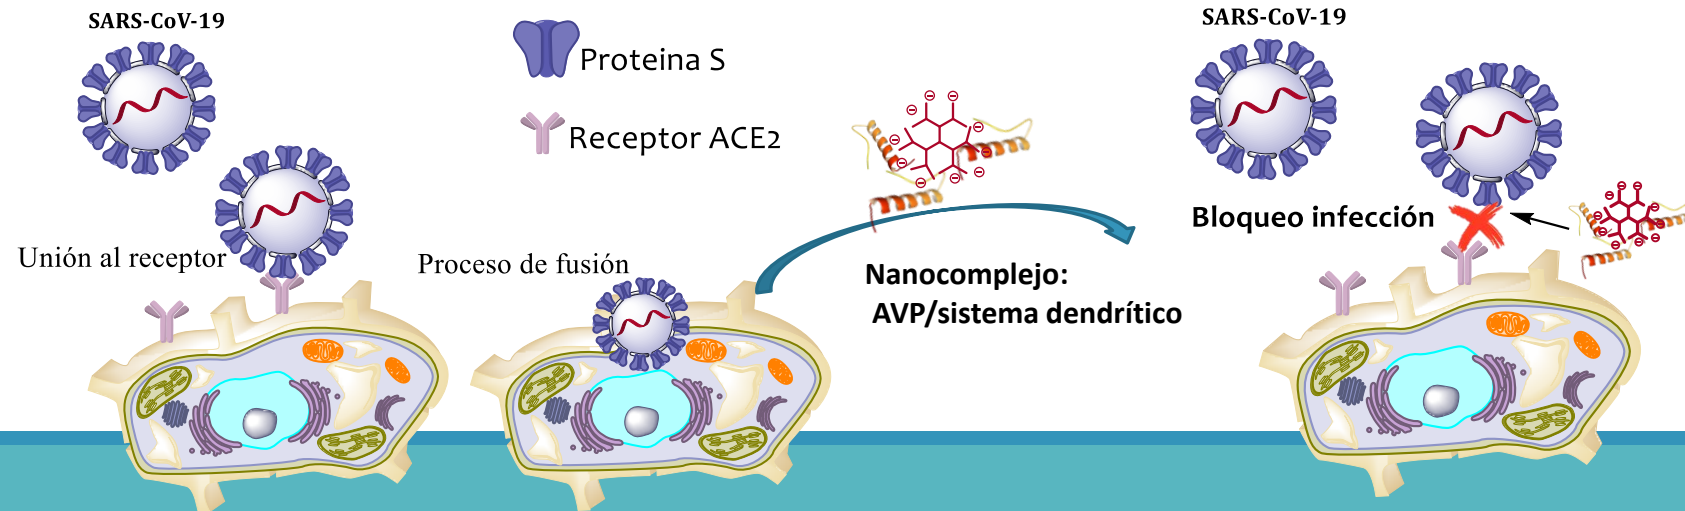 SARS-CoV-19
Proteina S
Receptor ACE2
Unión al receptor
Proceso de fusión
Nanocomplejo:
AVP/sistema dendrítico
SARS-CoV-19
Bloqueo infección